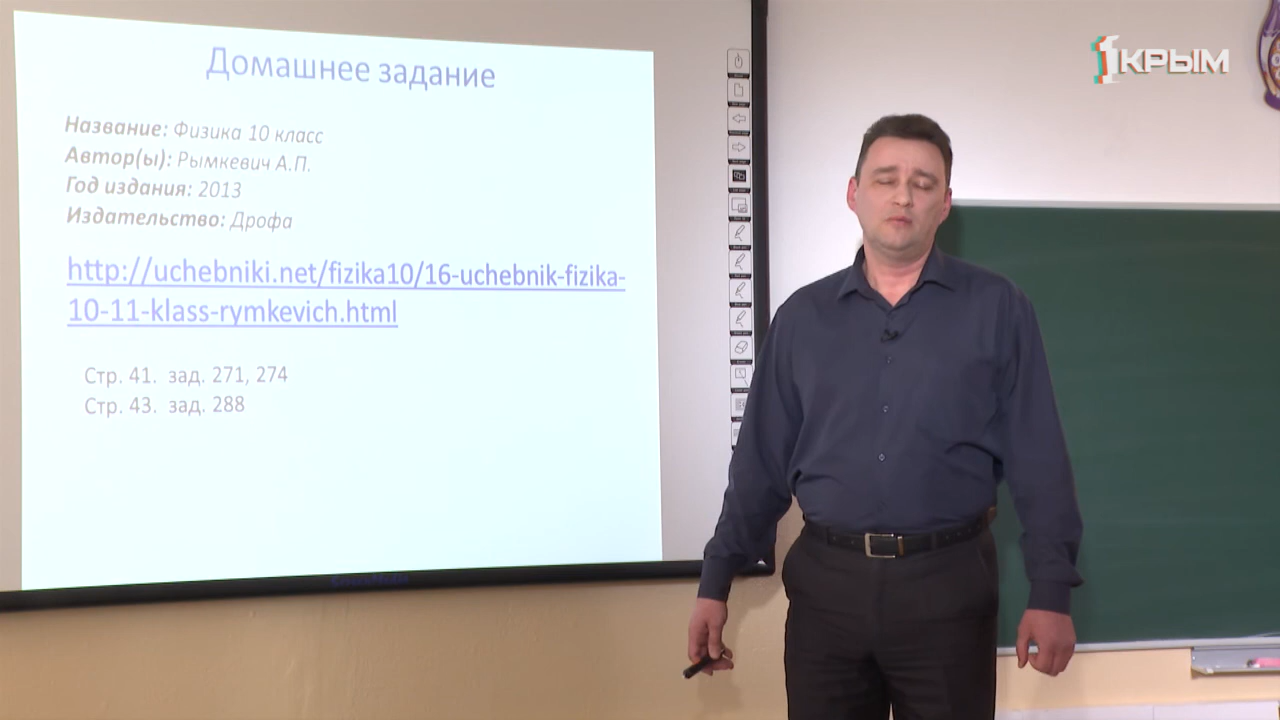 Домашнее задание
Название: Физика 10 класс
Автор(ы): Рымкевич А.П.
Год издания: 2013
Издательство: Дрофа
http://uchebniki.net/fizika10/16-uchebnik-fizika-
10-11-klass-rymkevich.html
Стр. 41. зад. 271, 274
Стр. 43. зад. 288
1КРЫМ